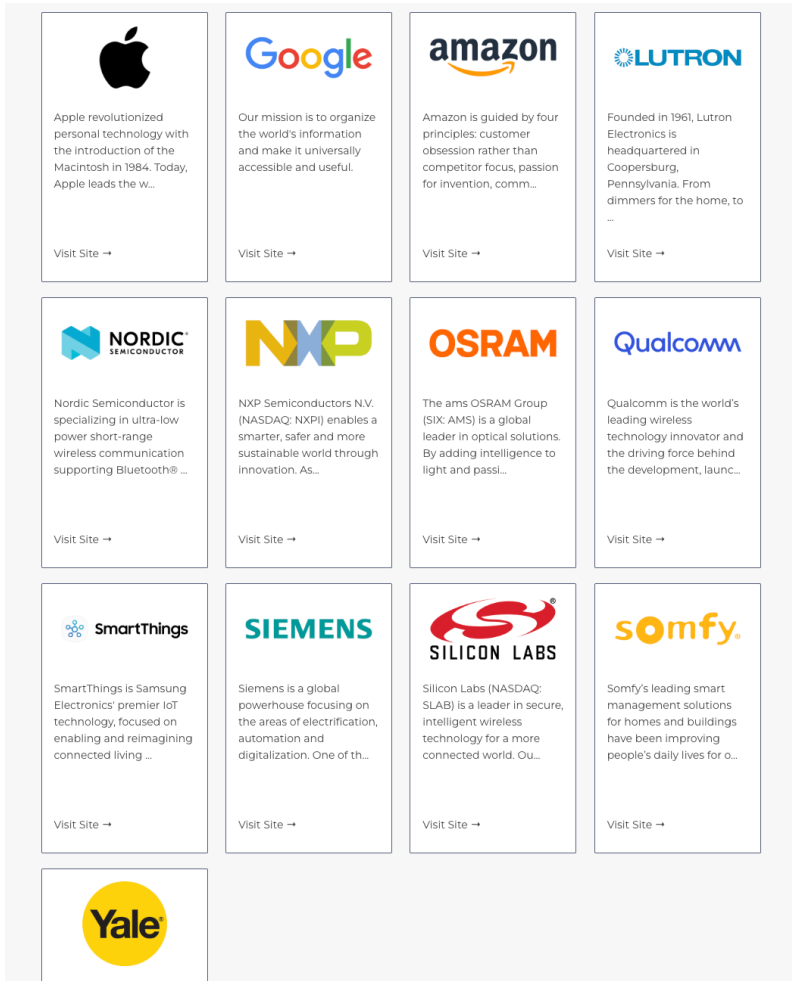 Google
amazon
LUTRON
Apple revolutionized
personal technology with
the introduction of the
Macintosh in 1984. Today,
Apple leads the w...
Visit Site →
Our mission is to organize
the world's information
and make it universally
accessible and useful.
Visit Site →
Amazon is guided by four
principles: customer
obsession rather than
competitor focus, passion
for invention, comm...
Visit Site →
Founded in 1961, Lutron
Electronics is
headquartered in
Coopersburg,
Pennsylvania. From
dimmers for the home, to
...
Visit Site →
NORDIC®
SEMICONDUCTOR
Nordic Semiconductor is
specializing in ultra-low
power short-range
wireless communication
supporting Bluetooth® ...
Visit Site →
NXP
NXP Semiconductors N.V.
(NASDAQ: NXPI) enables a
smarter, safer and more
sustainable world through
innovation. As...
Visit Site →
OSRAM
The ams OSRAM Group
(SIX: AMS) is a global
leader in optical solutions.
By adding intelligence to
light and passi...
Visit Site →
Qualcomm
Qualcomm is the world’s
leading wireless
technology innovator and
the driving force behind
the development, launc...
Visit Site →
SmartThings
SmartThings is Samsung
Electronics' premier IoT
technology, focused on
enabling and reimagining
connected living ...
Visit Site →
SIEMENS
Siemens is a global
powerhouse focusing on
the areas of electrification,
automation and
digitalization. One of th...
Visit Site →
SILICON LABS®
Silicon Labs (NASDAQ:
SLAB) is a leader in secure,
intelligent wireless
technology for a more
connected world. Ou...
Visit Site →
somfy®
Somfy’s leading smart
management solutions
for homes and buildings
have been improving
people’s daily lives for o...
Visit Site →
Yale®